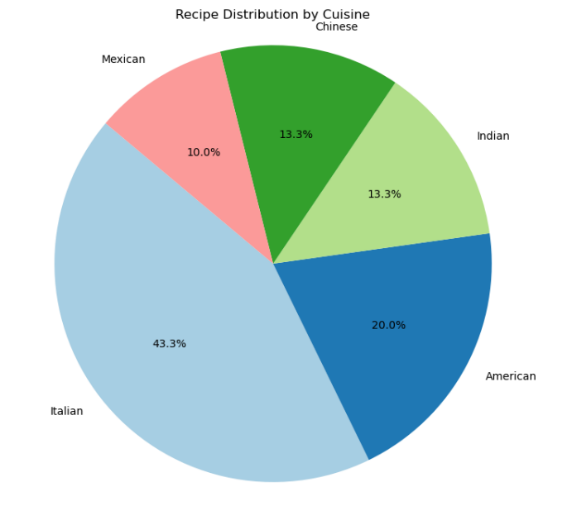 Recipe Distribution by Cuisine
Chinese
Mexican
Indian
13.3%
10.0%
13.3%
20.0%
43.3%
American
Italian